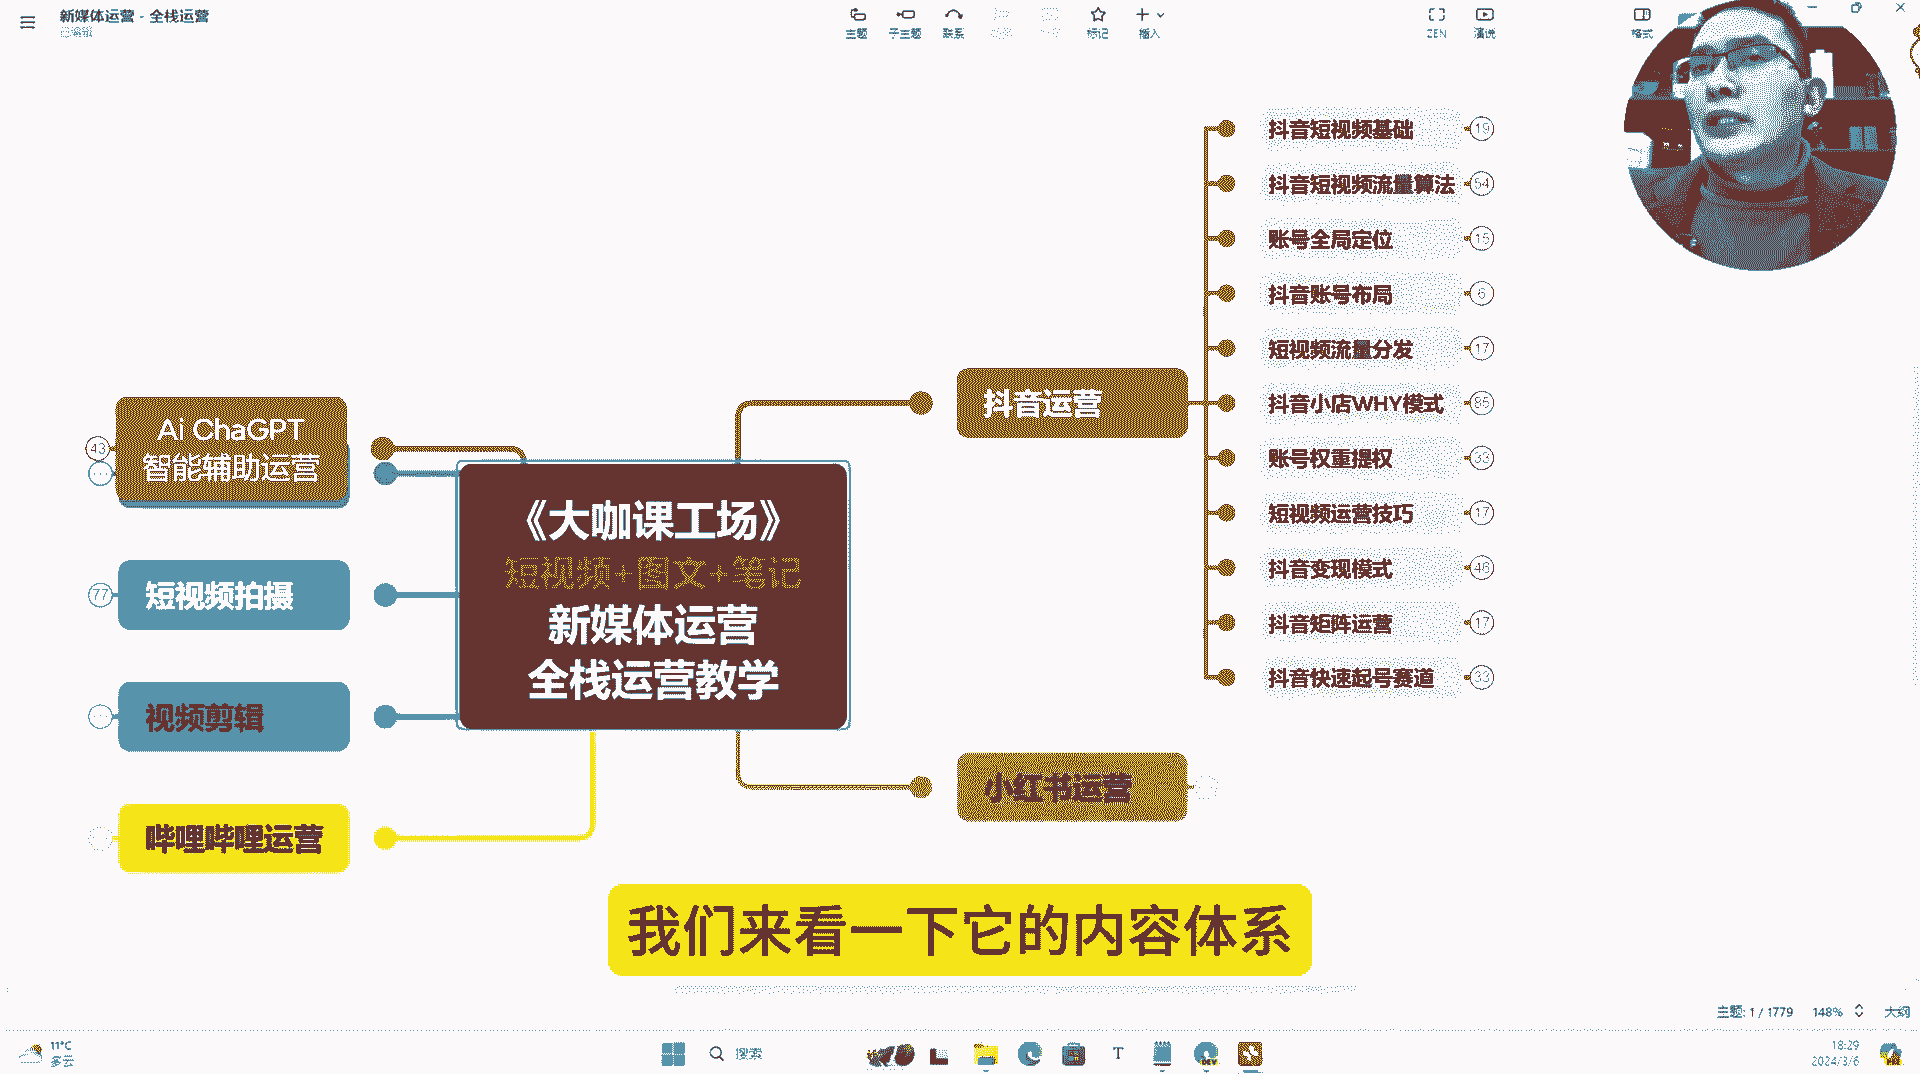 新媒体运营 - 全栈运营
已编辑
主题
子主题
联系
标记
插入
ZEN
演说
格式
抖音短视频基础
19
抖音短视频流量算法
54
账号全局定位
15
抖音账号布局
6
短视频流量分发
17
抖音小店WHY模式
85
账号权重提权
33
短视频运营技巧
17
抖音变现模式
46
抖音矩阵运营
17
抖音快速起号赛道
33
抖音运营
小红书运营
《大咖课工场》
短视频+图文+笔记
新媒体运营
全栈运营教学
Ai ChaGPT
智能辅助运营
43
短视频拍摄
77
视频剪辑
哔哩哔哩运营
我们来看一下它的内容体系
主题: 1 / 1779
148%
大纲
11°C
多云
搜索
T
DEV
18:29
2024/3/6